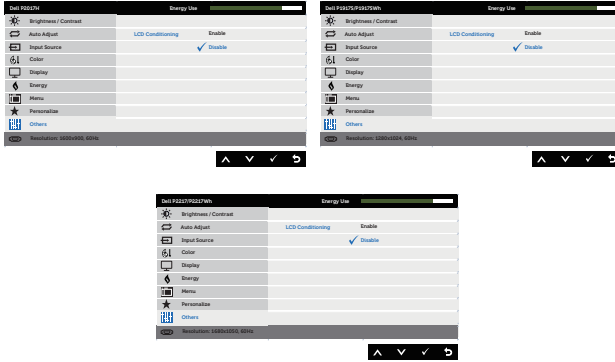 Dell P2017H Energy Use
Brightness / Contrast
Auto Adjust LCD Conditioning Enable
Input Source Disable
Color
Display
Energy
Menu
Personalize
Others
Resolution: 1600x900, 60Hz
Dell P1917S/P1917SWh Energy Use
Brightness / Contrast
Auto Adjust LCD Conditioning Enable
Input Source Disable
Color
Display
Energy
Menu
Personalize
Others
Resolution: 1280x1024, 60Hz
Dell P2217/P2217Wh Energy Use
Brightness / Contrast
Auto Adjust LCD Conditioning Enable
Input Source Disable
Color
Display
Energy
Menu
Personalize
Others
Resolution: 1680x1050, 60Hz